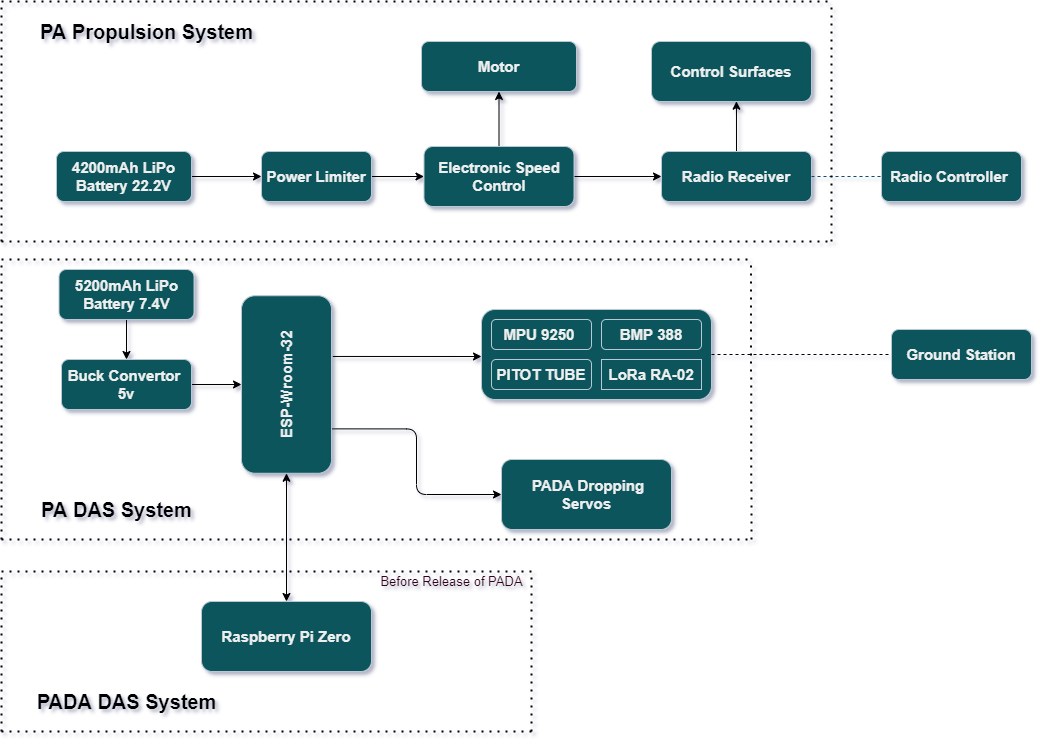 PA Propulsion System
Motor
Control Surfaces
4200mAh LiPo
Battery 22.2V
Power Limiter
Electronic Speed
Control
Radio Receiver
Radio Controller
5200mAh LiPo
Battery 7.4V
Buck Convertor
5v
ESP-Wroom-32
MPU 9250
BMP 388
PITOT TUBE
LoRa RA-02
Ground Station
PADA Dropping
Servos
PA DAS System
Before Release of PADA
Raspberry Pi Zero
PADA DAS System